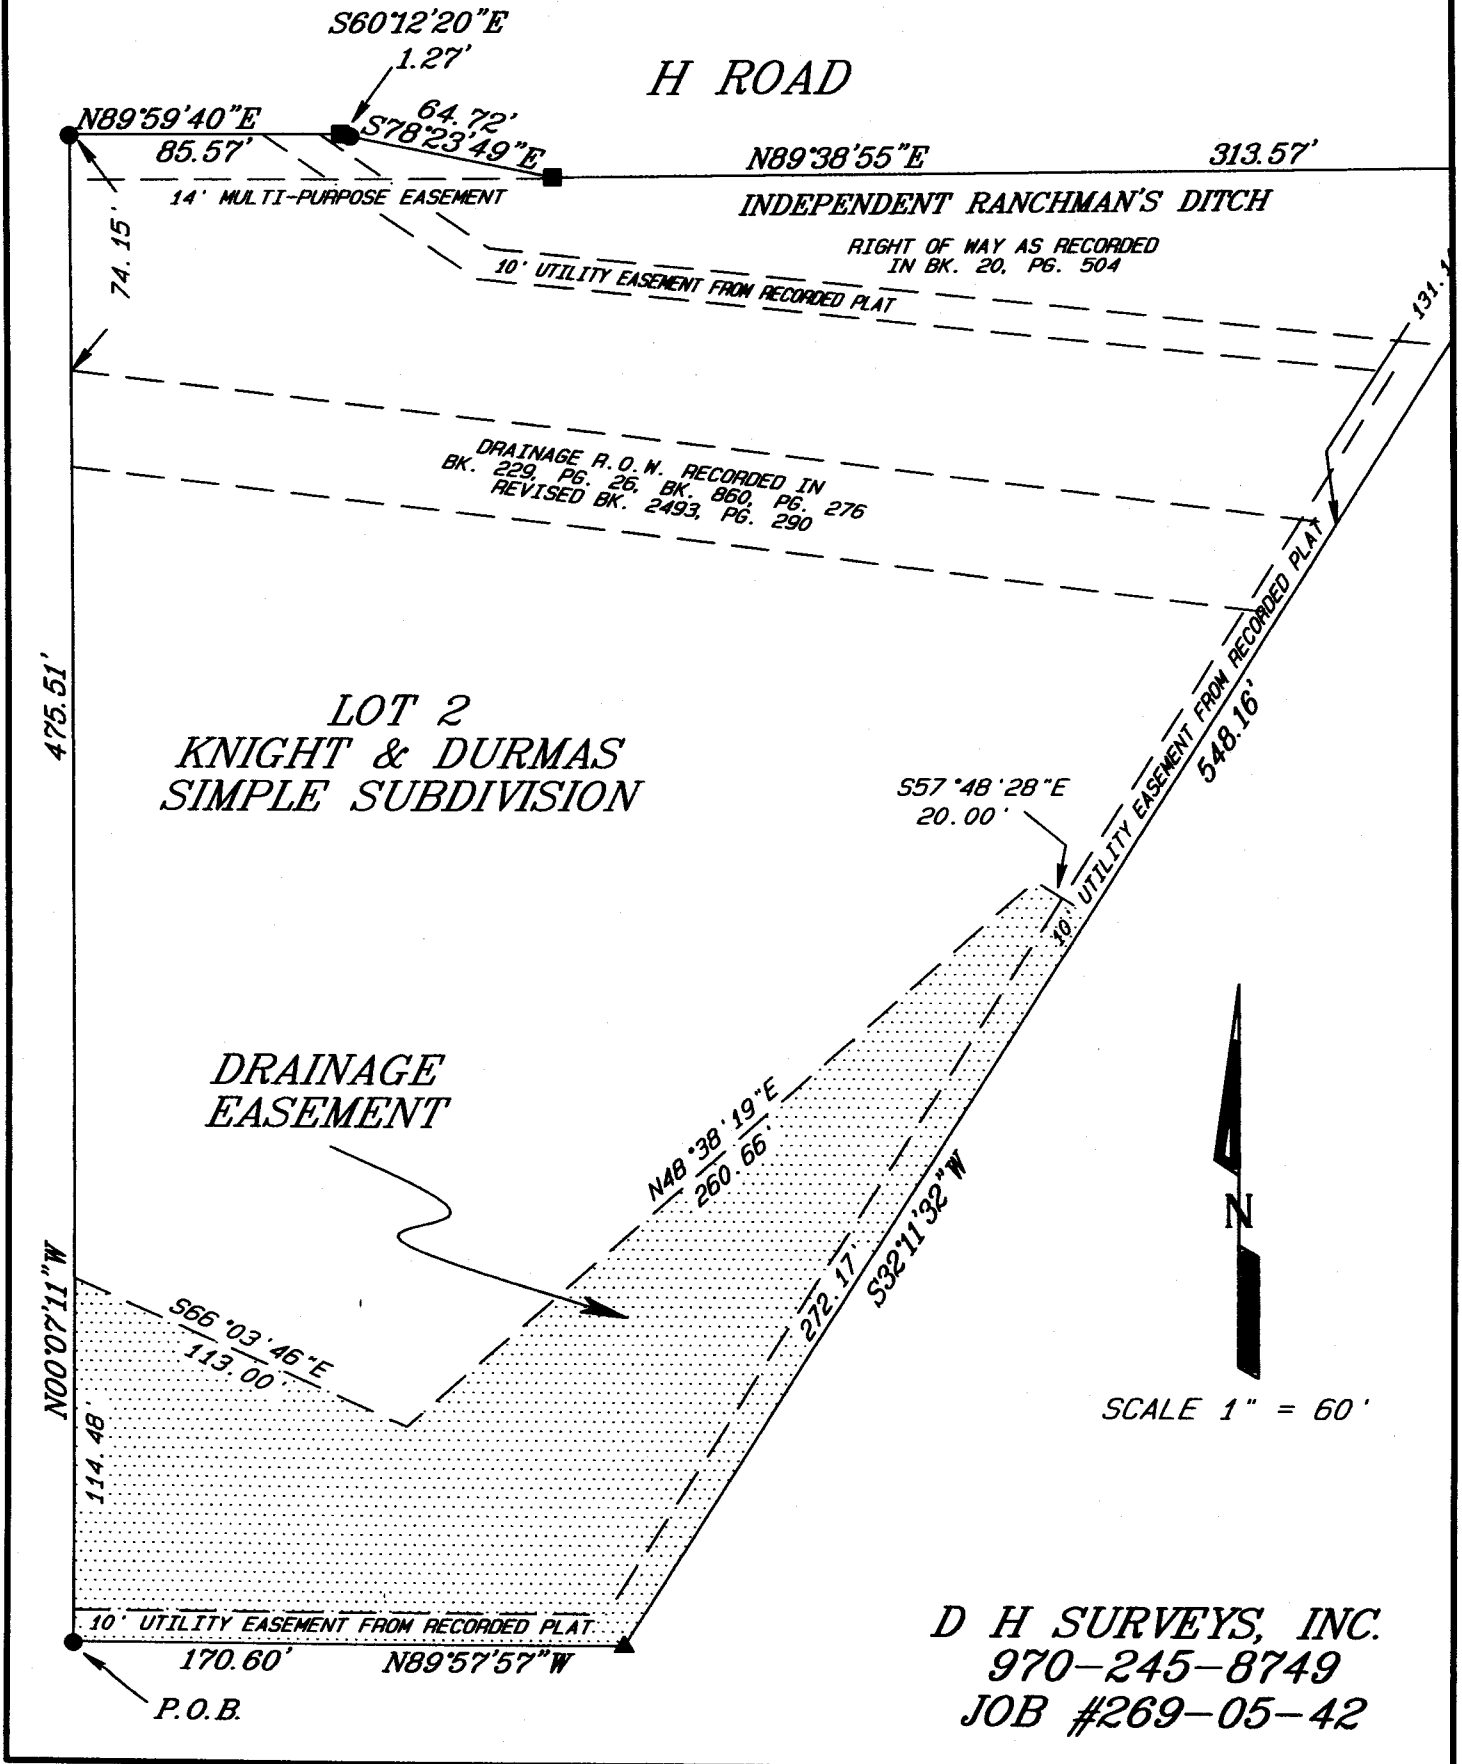 S60°12'20"E
1.27'
H ROAD
N89°59'40"E
85.57'
64.72'
S78°23'49"E
N89°38'55"E
313.57'
14' MULTI-PURPOSE EASEMENT
INDEPENDENT RANCHMAN'S DITCH
RIGHT OF WAY AS RECORDED
IN BK. 20, PG. 504
74.15'
10' UTILITY EASEMENT FROM RECORDED PLAT
DRAINAGE R.O.W. RECORDED IN
BK. 229, PG. 26, BK. 860, PG. 276
REVISED BK. 2493, PG. 290
10' UTILITY EASEMENT FROM RECORDED PLAT
548.16'
475.51'
LOT 2
KNIGHT & DURMAS
SIMPLE SUBDIVISION
S57°48'28"E
20.00'
DRAINAGE
EASEMENT
N48°38'19"E
260.66'
S32°11'32"W
272.17'
N
N00°07'11"W
114.48'
S66°03'46"E
113.00'
SCALE 1" = 60'
10' UTILITY EASEMENT FROM RECORDED PLAT
170.60'
N89°57'57"W
P.O.B.
D H SURVEYS, INC.
970-245-8749
JOB #269-05-42